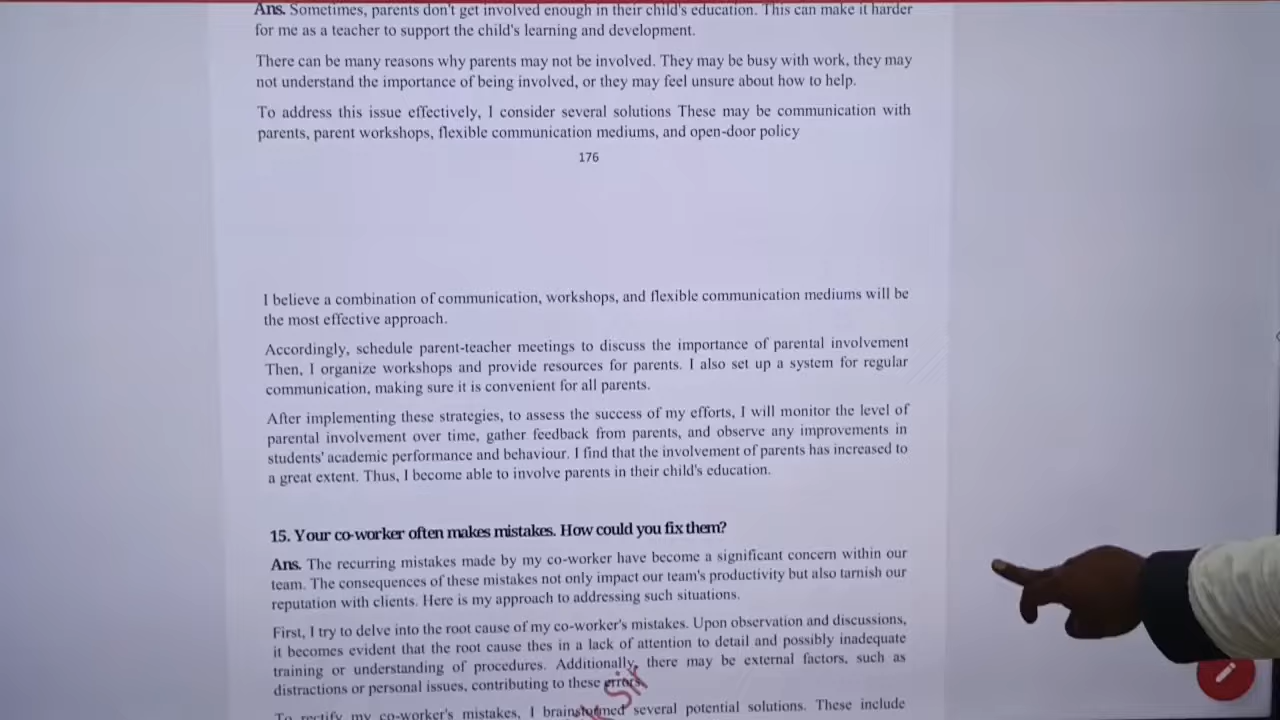 Ans. Sometimes, parents don't get involved enough in their child's education. This can make it harder
for me as a teacher to support the child's learning and development.
There can be many reasons why parents may not be involved. They may be busy with work, they may
not understand the importance of being involved, or they may feel unsure about how to help.
To address this issue effectively, I consider several solutions These may be communication with
parents, parent workshops, flexible communication mediums, and open-door policy
176
I believe a combination of communication, workshops, and flexible communication mediums will be
the most effective approach.
Accordingly, schedule parent-teacher meetings to discuss the importance of parental involvement
Then, I organize workshops and provide resources for parents. I also set up a system for regular
communication, making sure it is convenient for all parents.
After implementing these strategies, to assess the success of my efforts, I will monitor the level of
parental involvement over time, gather feedback from parents, and observe any improvements in
students' academic performance and behaviour. I find that the involvement of parents has increased to
a great extent. Thus, I become able to involve parents in their child's education.
15. Your co-worker often makes mistakes. How could you fix them?
Ans. The recurring mistakes made by my co-worker have become a significant concern within our
team. The consequences of these mistakes not only impact our team's productivity but also tarnish our
reputation with clients. Here is my approach to addressing such situations.
First, I try to delve into the root cause of my co-worker's mistakes. Upon observation and discussions,
it becomes evident that the root cause thes in a lack of attention to detail and possibly inadequate
training or understanding of procedures. Additionally, there may be external factors, such as
distractions or personal issues, contributing to these errors.
Sir
To rectify my co-worker's mistakes, I brainstormed several potential solutions. These include